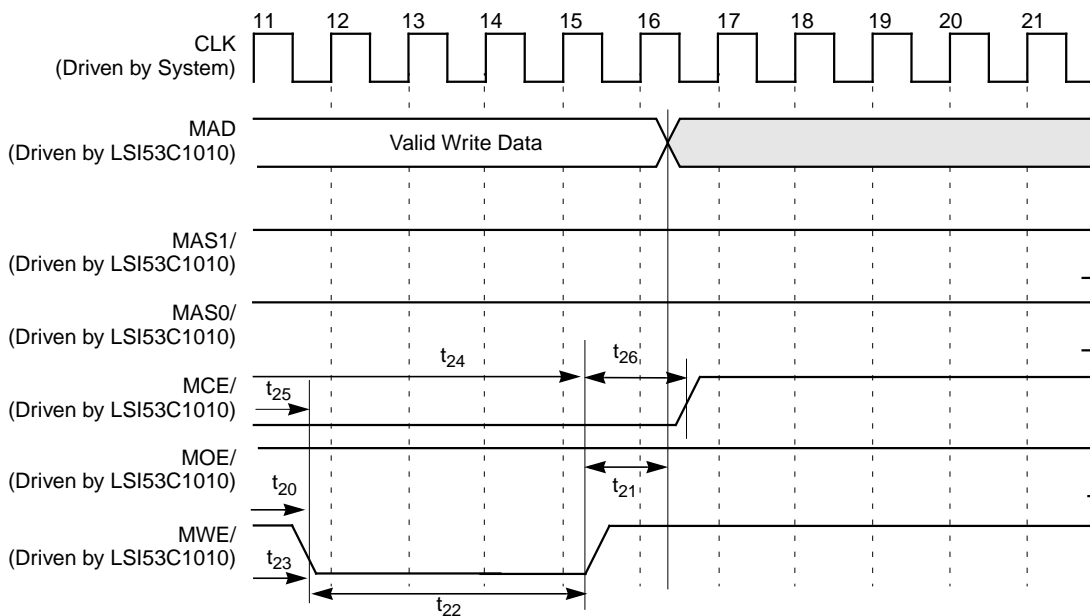 11 12 13 14 15 16 17 18 19 20 21
CLK
(Driven by System)
MAD
(Driven by LSI53C1010)
Valid Write Data
MAS1/
(Driven by LSI53C1010)
MAS0/
(Driven by LSI53C1010)
t24
t26
MCE/
(Driven by LSI53C1010)
t25
MOE/
(Driven by LSI53C1010)
t21
t20
MWE/
(Driven by LSI53C1010)
t23
t22